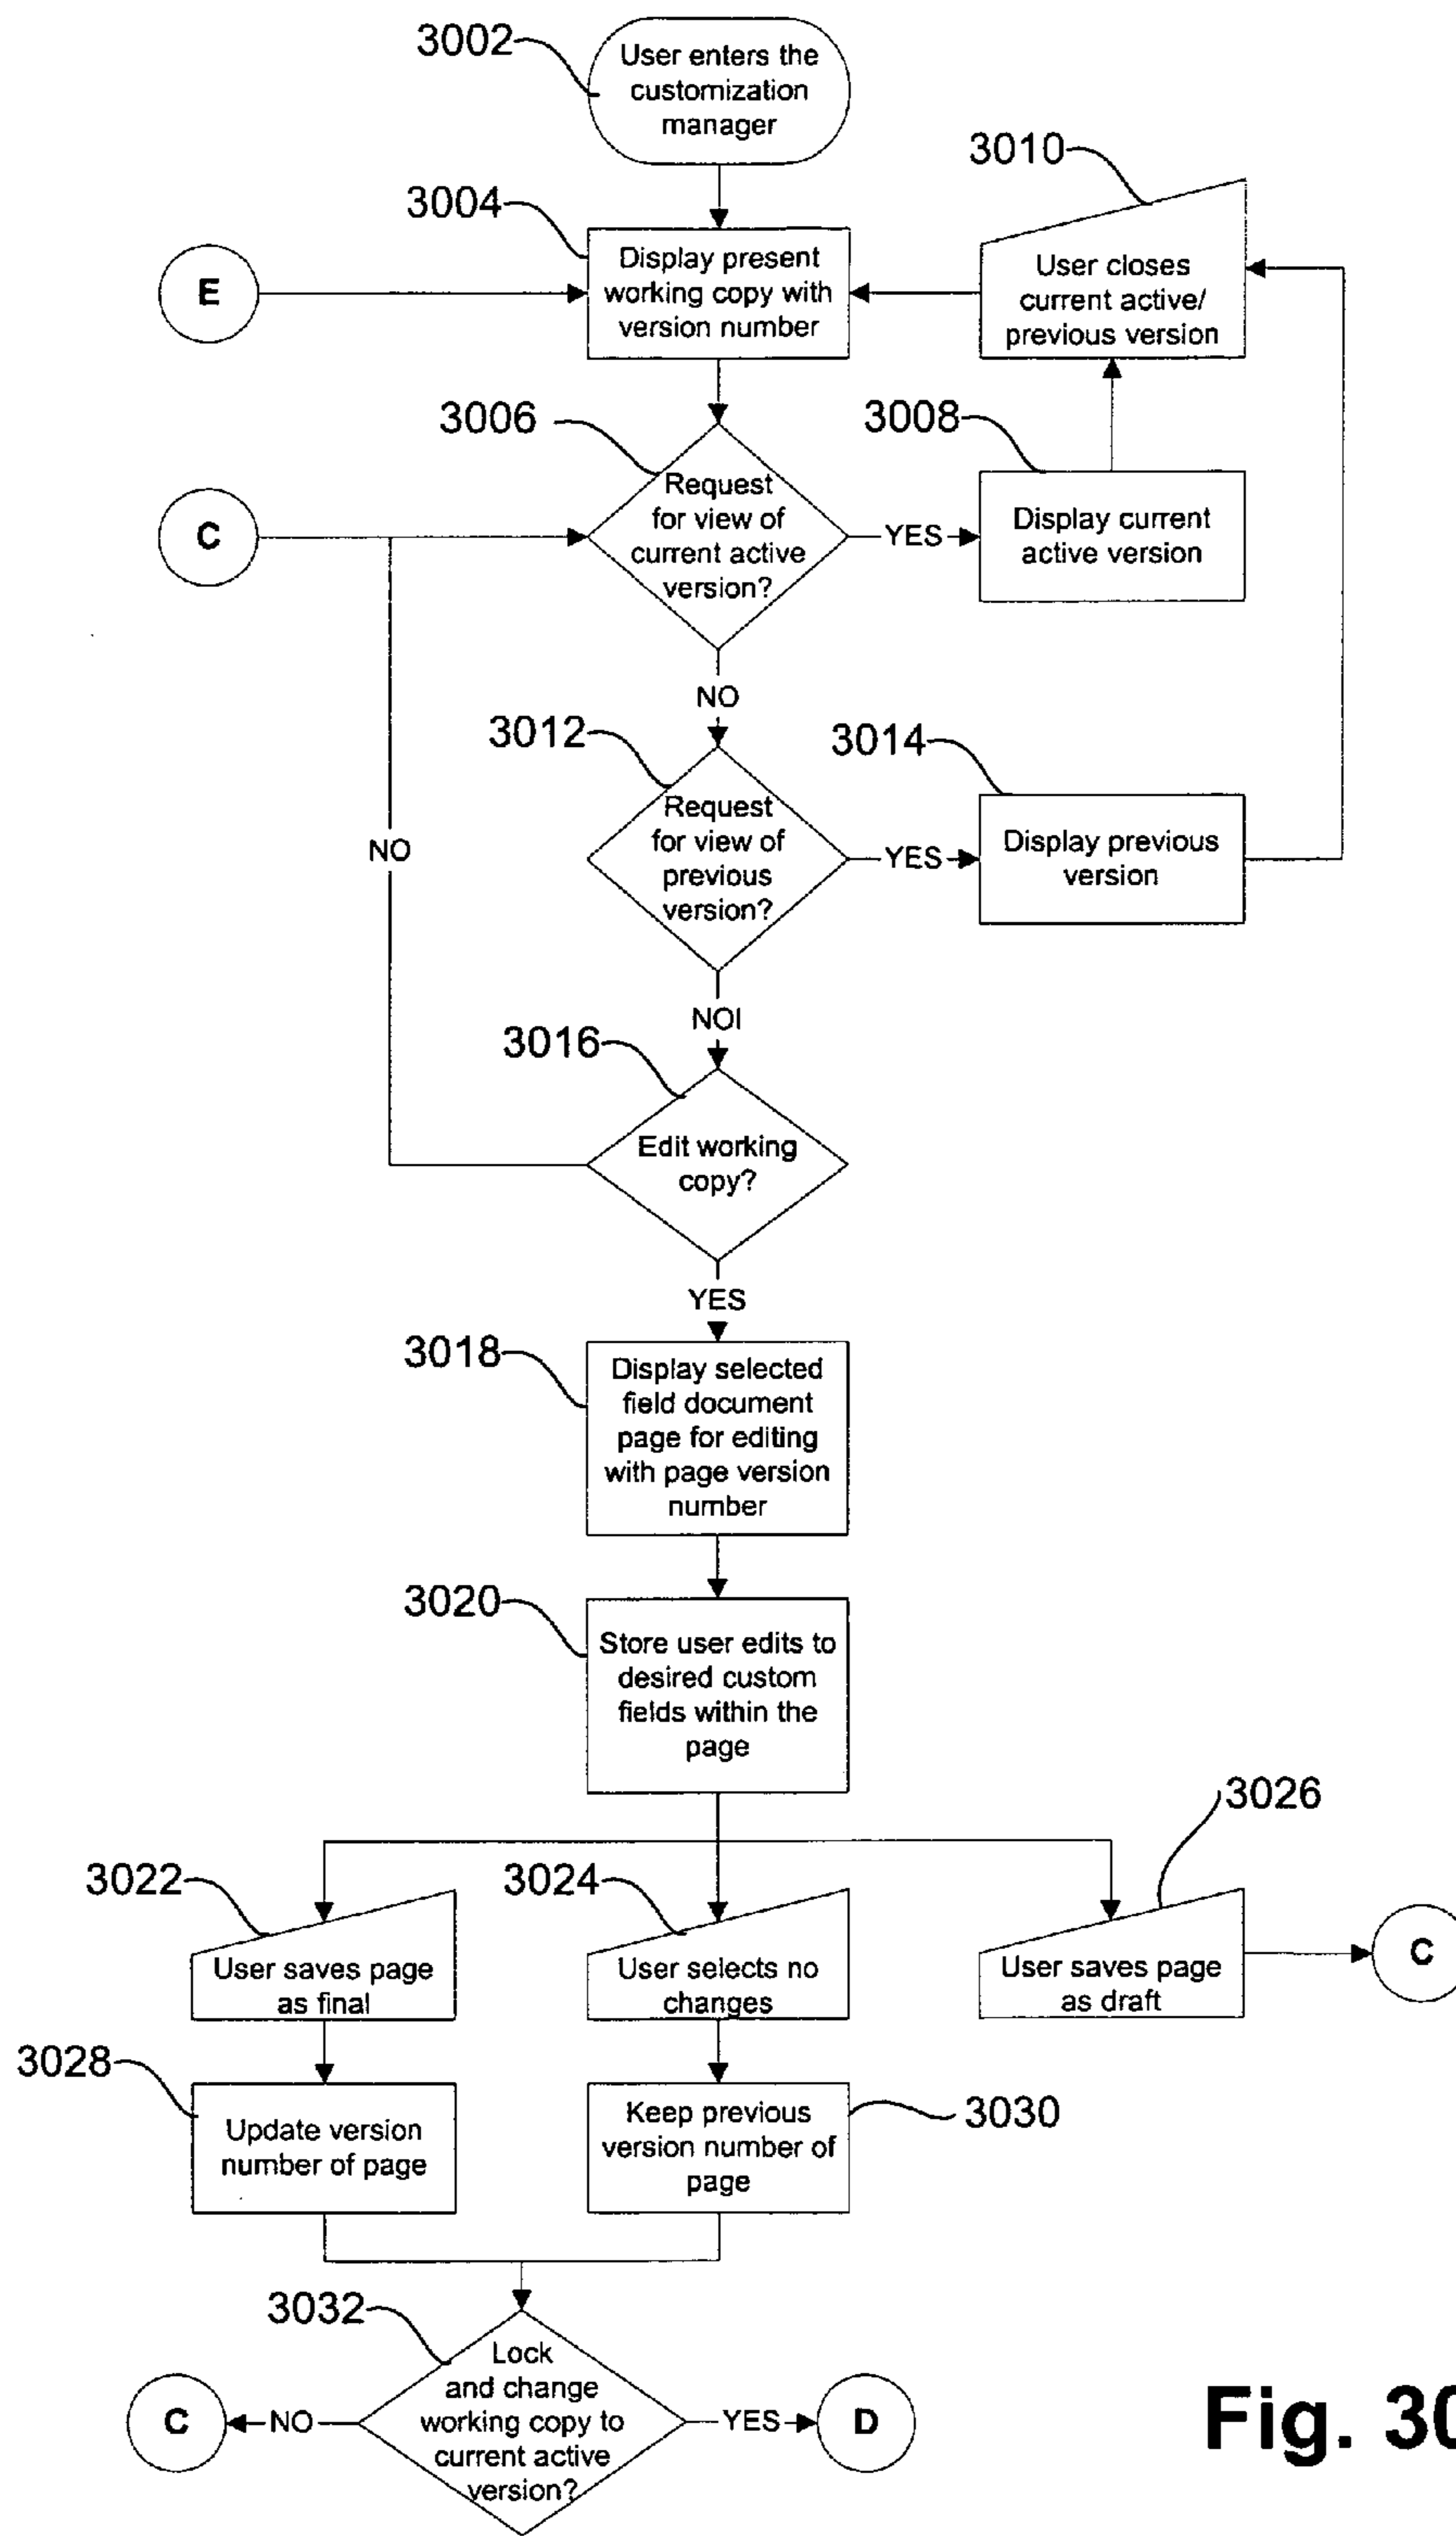 3002
User enters the
customization
manager
3010
3004
Display present
working copy with
version number
User closes
current active/
previous version
E
3006
3008
Request
for view of
current active
version?
C
YES
Display current
active version
NO
3012
3014
Request
for view of
previous
version?
YES
Display previous
version
NO
NOI
3016
Edit working
copy?
YES
3018
Display selected
field document
page for editing
with page version
number
3020
Store user edits to
desired custom
fields within the
page
3026
3022
3024
User saves page
as final
User selects no
changes
User saves page
as draft
C
3028
Update version
number of page
Keep previous
version number of
page
3030
3032
Lock
and change
working copy to
current active
version?
C
NO
YES
D
Fig. 30